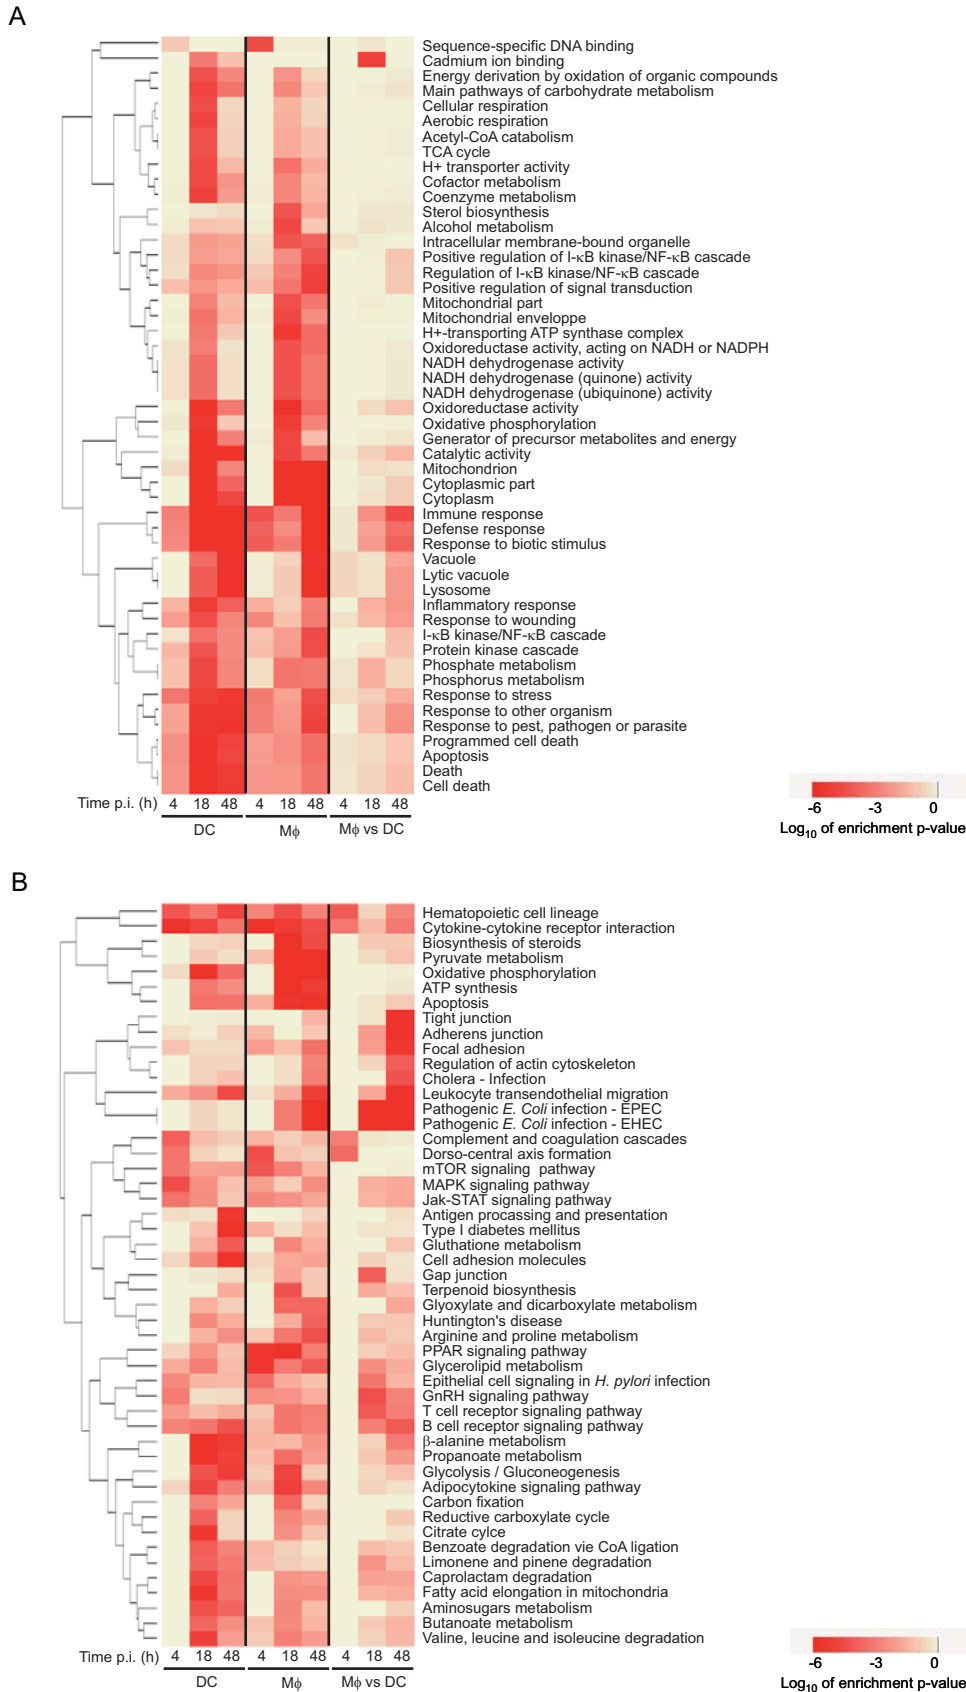 A
Sequence-specific DNA binding
Cadmium ion binding
Energy derivation by oxidation of organic compounds
Main pathways of carbohydrate metabolism
Cellular respiration
Aerobic respiration
Acetyl-CoA catabolism
TCA cycle
H+ transporter activity
Cofactor metabolism
Coenzyme metabolism
Sterol biosynthesis
Alcohol metabolism
Intracellular membrane-bound organelle
Positive regulation of I-κB kinase/NF-κB cascade
Regulation of I-κB kinase/NF-κB cascade
Positive regulation of signal transduction
Mitochondrial part
Mitochondrial enveloppe
H+-transporting ATP synthase complex
Oxidoreductase activity, acting on NADH or NADPH
NADH dehydrogenase activity
NADH dehydrogenase (quinone) activity
NADH dehydrogenase (ubiquinone) activity
Oxidoreductase activity
Oxidative phosphorylation
Generator of precursor metabolites and energy
Catalytic activity
Mitochondrion
Cytoplasmic part
Cytoplasm
Immune response
Defense response
Response to biotic stimulus
Vacuole
Lytic vacuole
Lysosome
Inflammatory response
Response to wounding
I-κB kinase/NF-κB cascade
Protein kinase cascade
Phosphate metabolism
Phosphorus metabolism
Response to stress
Response to other organism
Response to pest, pathogen or parasite
Programmed cell death
Apoptosis
Death
Cell death
Time p.i. (h) 4 18 48 4 18 48 4 18 48
DC Mϕ Mϕ vs DC
-6 -3 0
Log10 of enrichment p-value
B
Hematopoietic cell lineage
Cytokine-cytokine receptor interaction
Biosynthesis of steroids
Pyruvate metabolism
Oxidative phosphorylation
ATP synthesis
Apoptosis
Tight junction
Adherens junction
Focal adhesion
Regulation of actin cytoskeleton
Cholera - Infection
Leukocyte transendothelial migration
Pathogenic E. Coli infection - EPEC
Pathogenic E. Coli infection - EHEC
Complement and coagulation cascades
Dorso-central axis formation
mTOR signaling pathway
MAPK signaling pathway
Jak-STAT signaling pathway
Antigen procassing and presentation
Type I diabetes mellitus
Gluthatione metabolism
Cell adhesion molecules
Gap junction
Terpenoid biosynthesis
Glyoxylate and dicarboxylate metabolism
Huntington's disease
Arginine and proline metabolism
PPAR signaling pathway
Glycerolipid metabolism
Epithelial cell signaling in H. pylori infection
GnRH signaling pathway
T cell receptor signaling pathway
B cell receptor signaling pathway
β-alanine metabolism
Propanoate metabolism
Glycolysis / Gluconeogenesis
Adipocytokine signaling pathway
Carbon fixation
Reductive carboxylate cycle
Citrate cylce
Benzoate degradation vie CoA ligation
Limonene and pinene degradation
Caprolactam degradation
Fatty acid elongation in mitochondria
Aminosugars metabolism
Butanoate metabolism
Valine, leucine and isoleucine degradation
Time p.i. (h) 4 18 48 4 18 48 4 18 48
DC Mϕ Mϕ vs DC
-6 -3 0
Log10 of enrichment p-value